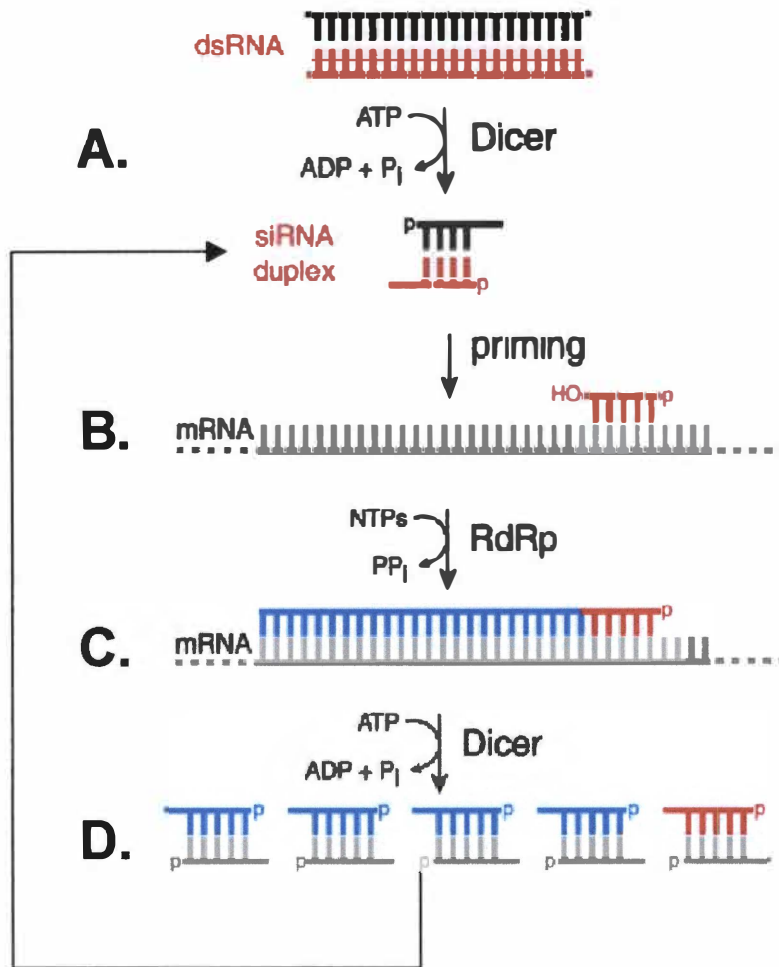 dsRNA
A.
ATP
Dicer
ADP + Pi
p
siRNA
duplex
p
priming
HO
p
B.
mRNA
NTPs
RdRp
PPi
p
C.
mRNA
ATP
Dicer
ADP + Pi
p p p p p
D.
p p p p p